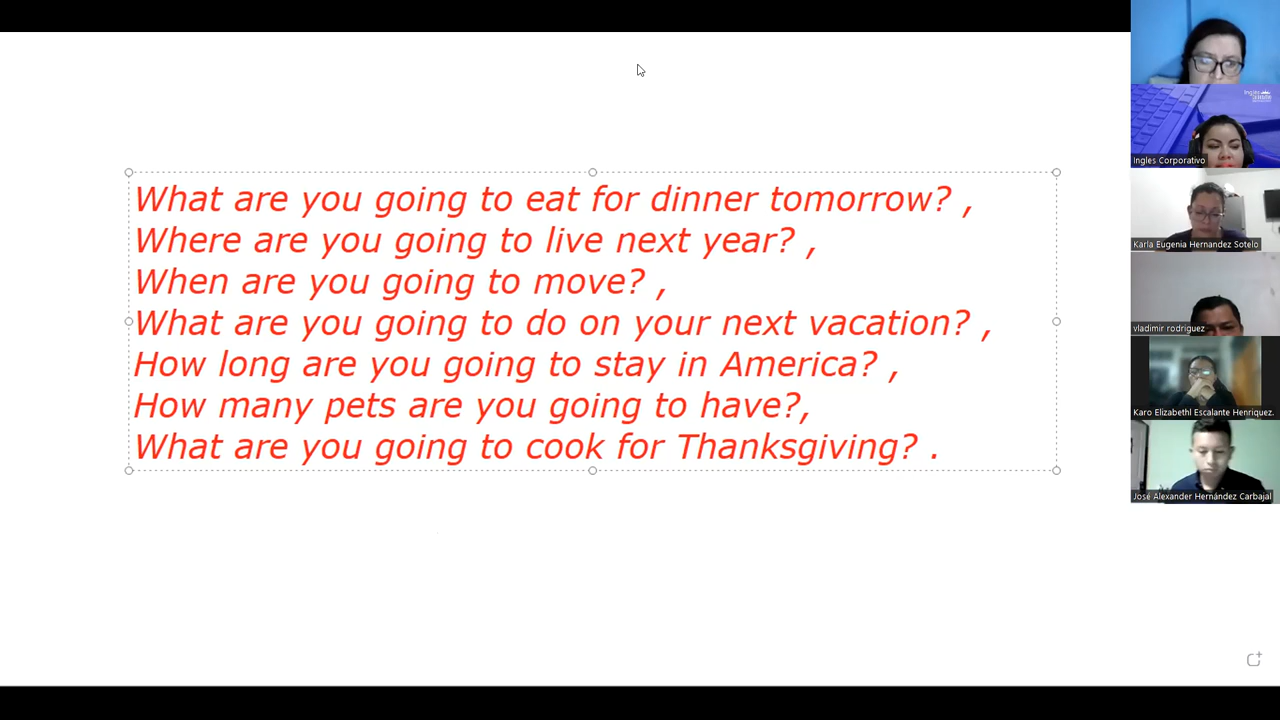 What are you going to eat for dinner tomorrow? ,
Where are you going to live next year? ,
When are you going to move? ,
What are you going to do on your next vacation? ,
How long are you going to stay in America? ,
How many pets are you going to have?,
What are you going to cook for Thanksgiving? .
Ingles Corporativo
Karla Eugenia Hernandez Sotelo
vladimir rodriguez
Karo Elizabethl Escalante Henriquez.
José Alexander Hernández Carbajal